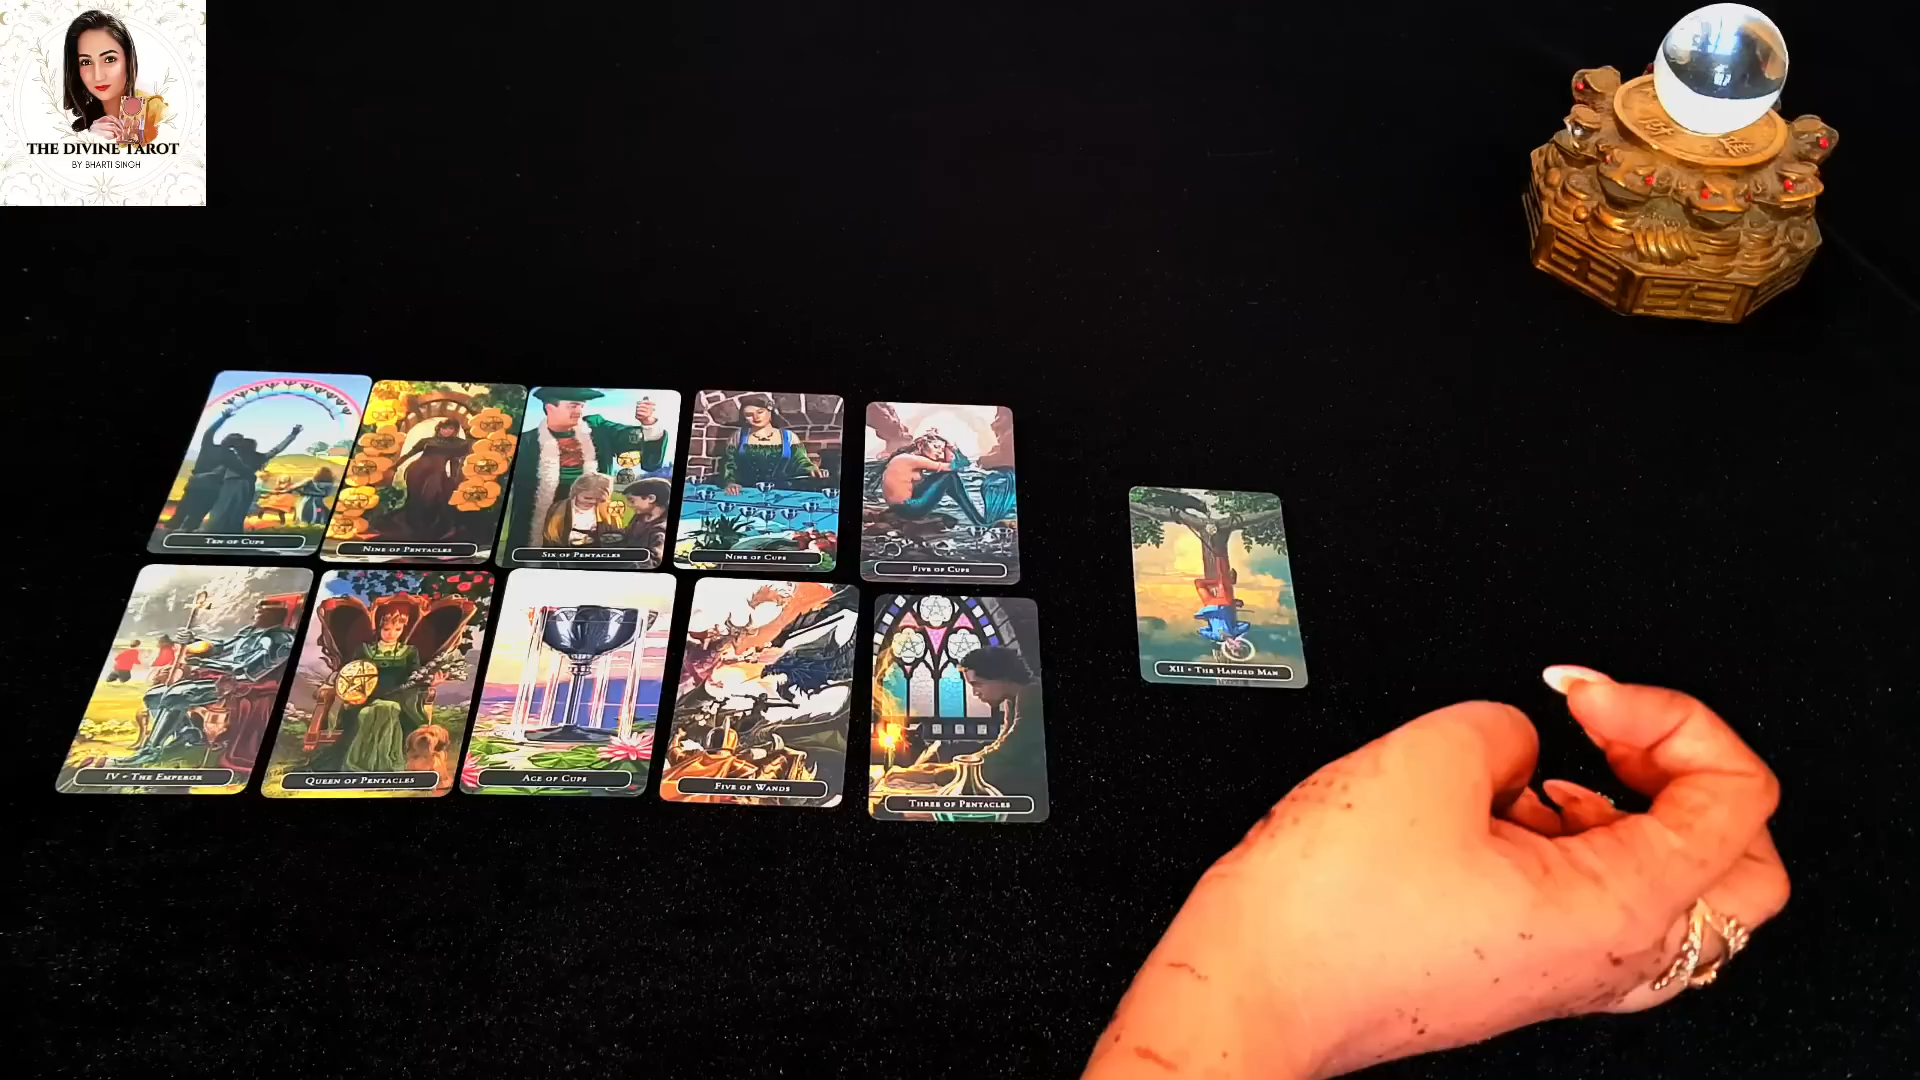 THE DIVINE TAROT
BY BHARTI SINGH
TEN OF CUPS
NINE OF PENTACLES
SIX OF PENTACLES
NINE OF CUPS
FIVE OF CUPS
XII • THE HANGED MAN
IV • THE EMPEROR
QUEEN OF PENTACLES
ACE OF CUPS
FIVE OF WANDS
THREE OF PENTACLES